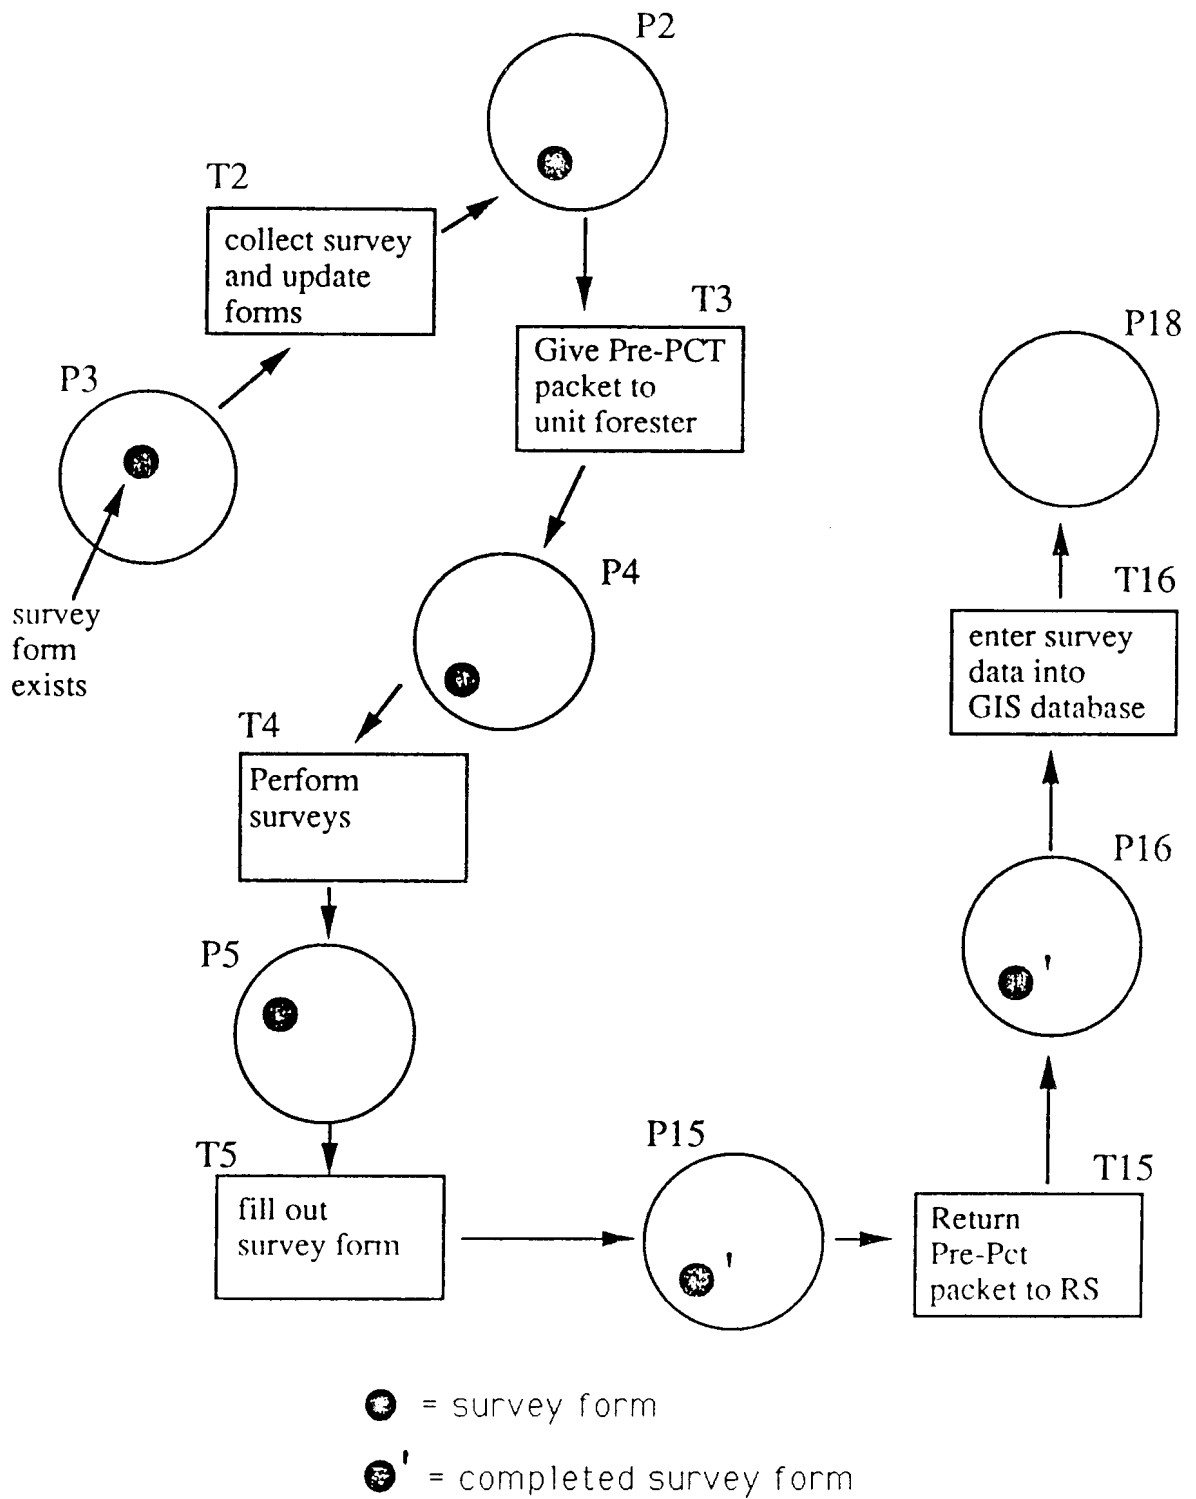 P2
T2
collect survey
and update
forms
T3
Give Pre-PCT
packet to
unit forester
P18
P3
survey
form
exists
P4
T16
enter survey
data into
GIS database
T4
Perform
surveys
P16
'
P5
T5
fill out
survey form
P15
'
T15
Return
Pre-Pct
packet to RS
= survey form
' = completed survey form